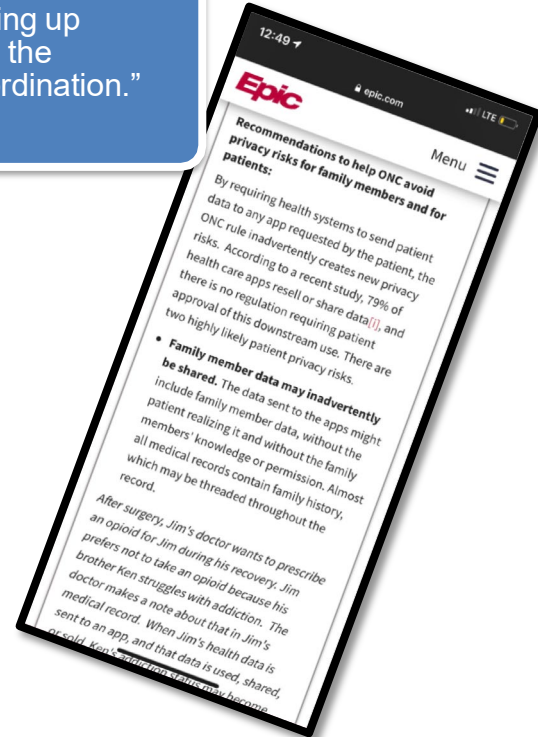 ing up
the
rdination.”
12:49
epic.com
LTE
Epic
Menu
Recommendations to help ONC avoid
privacy risks for family members and for
patients:
By requiring health systems to send patient
data to any app requested by the patient, the
ONC rule inadvertently creates new privacy
risks. According to a recent study, 79% of
health care apps resell or share data[i], and
there is no regulation requiring patient
approval of this downstream use. There are
two highly likely patient privacy risks.
• Family member data may inadvertently
be shared. The data sent to the apps might
include family member data, without the
patient realizing it and without the family
members’ knowledge or permission. Almost
all medical records contain family history,
which may be threaded throughout the
record.
After surgery, Jim's doctor wants to prescribe
an opioid for Jim during his recovery. Jim
prefers not to take an opioid because his
brother Ken struggles with addiction. The
doctor makes a note about that in Jim's
medical record. When Jim's health data is
sent to an app, and that data is used, shared,
or sold, Ken's addiction status may become